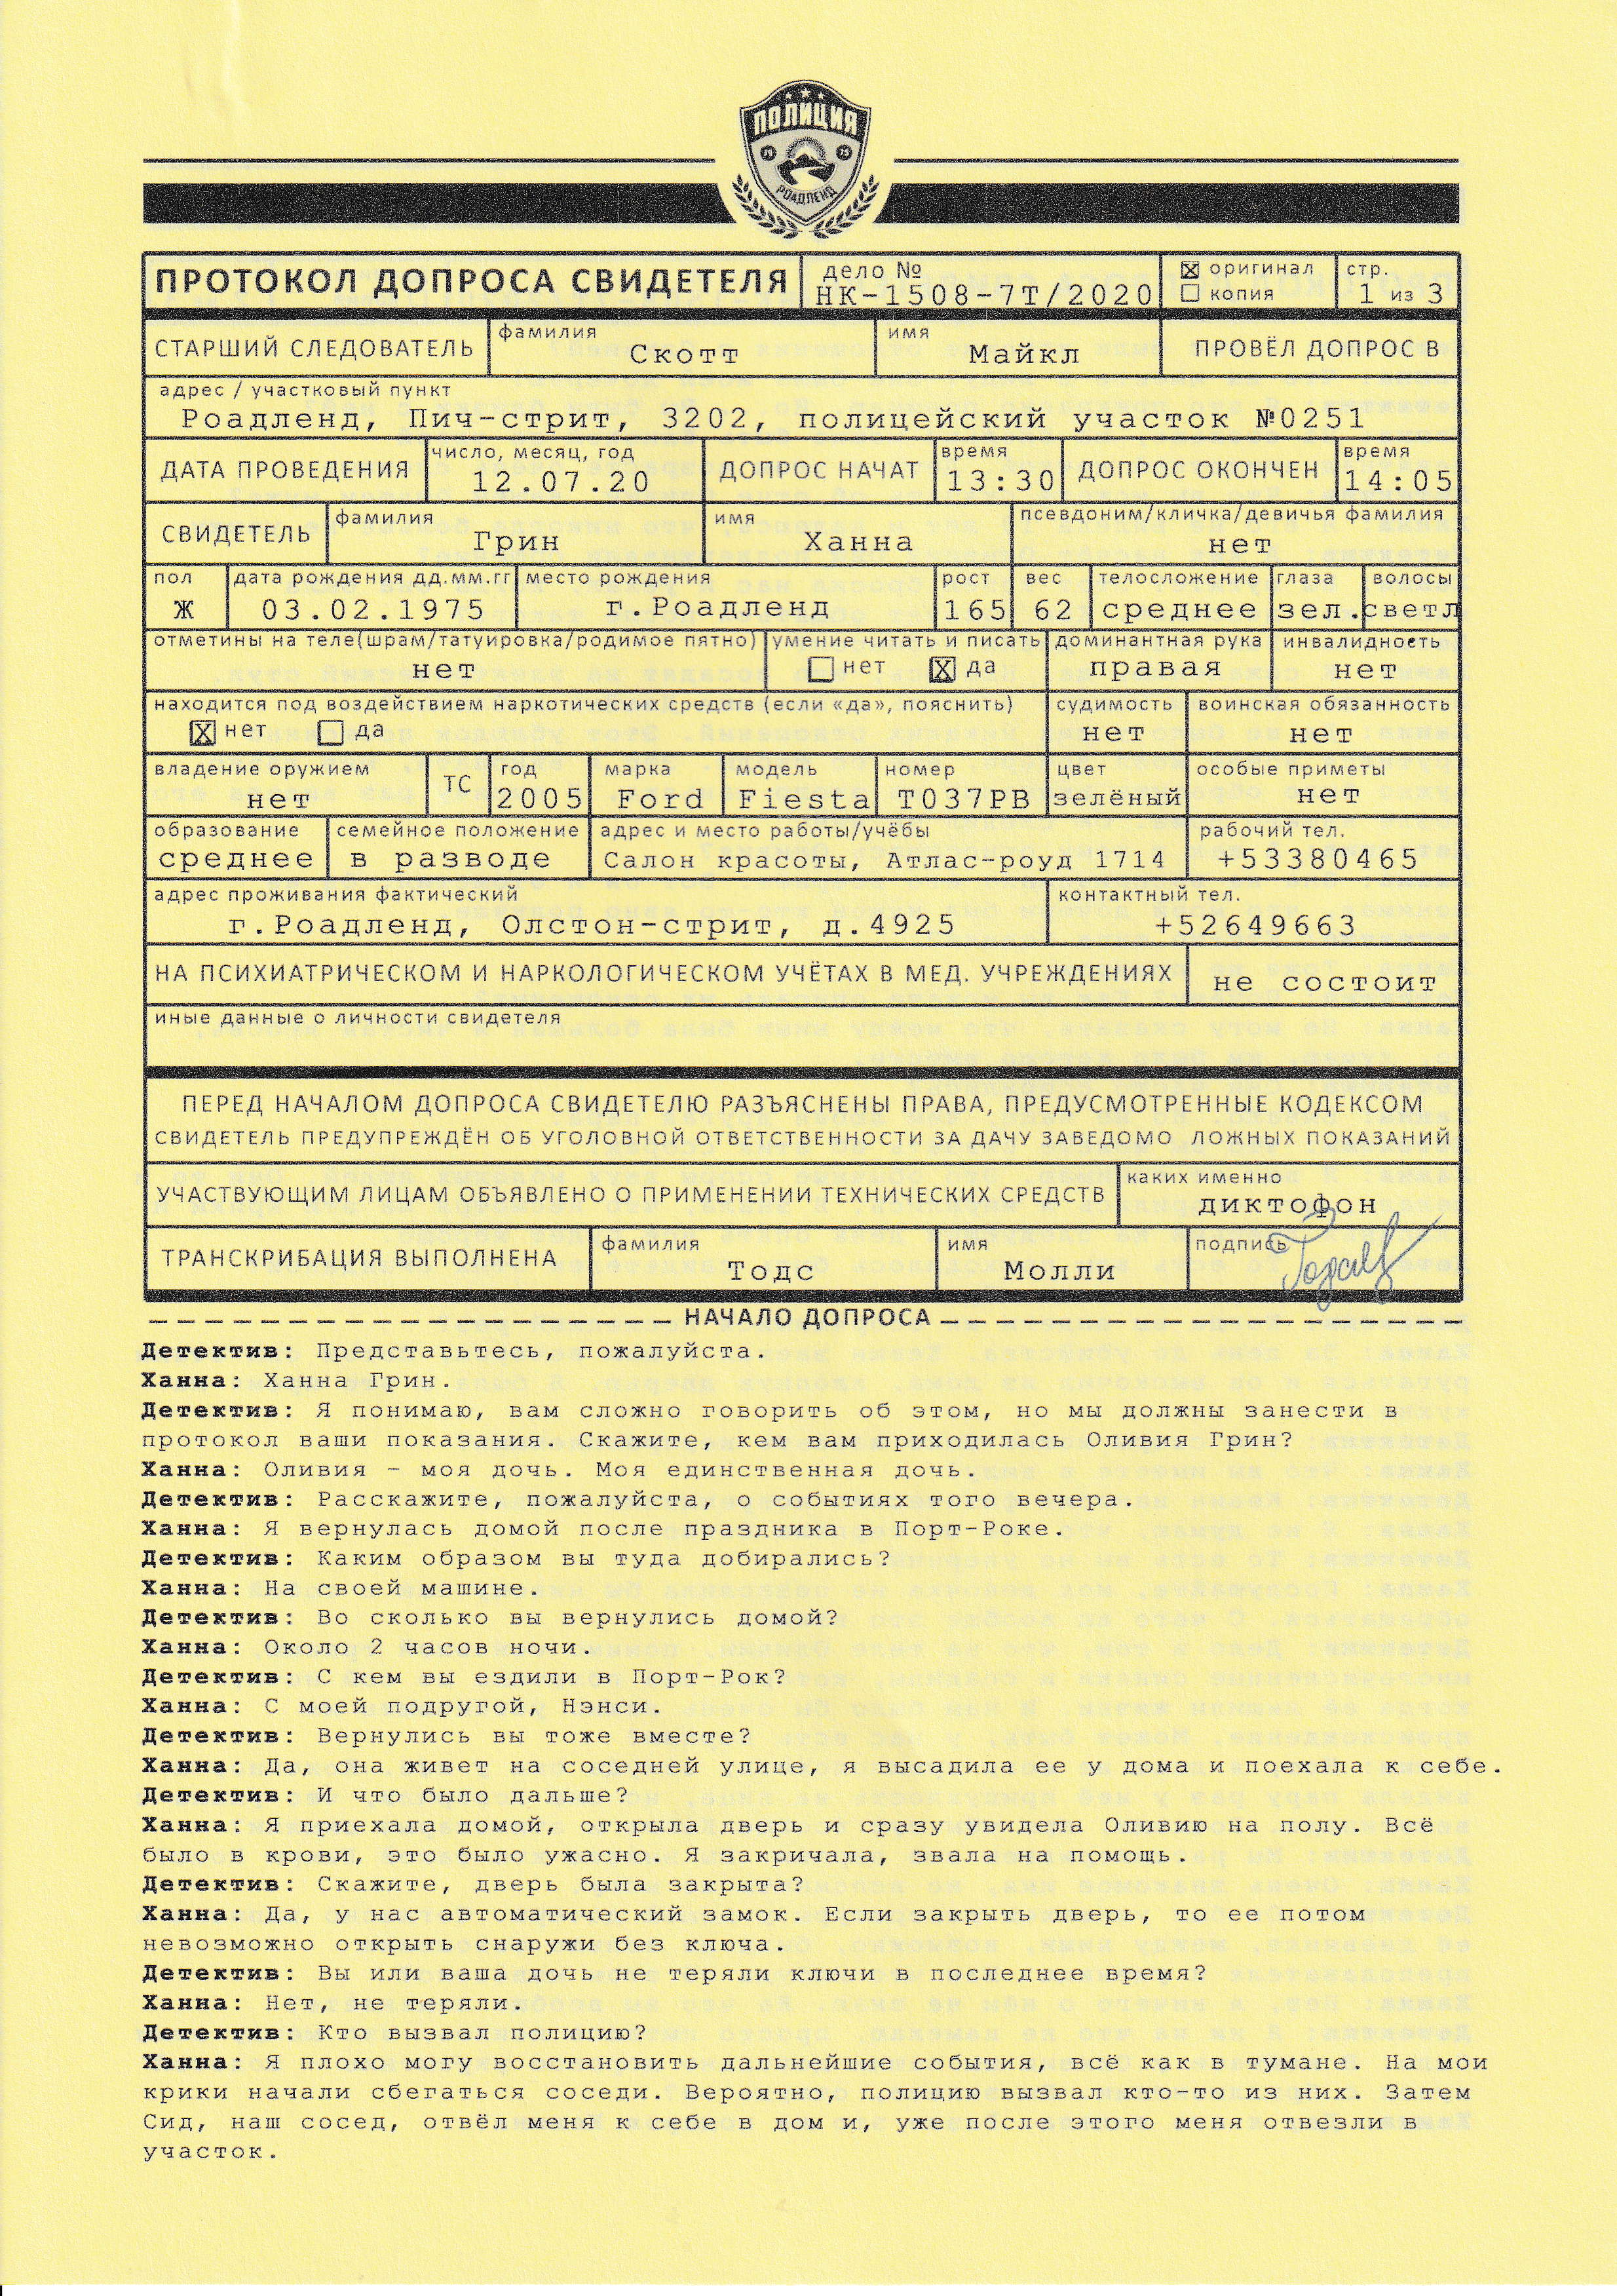 ПОЛИЦИЯ
19 25
РОАДЛЕНД
ПРОТОКОЛ ДОПРОСА СВИДЕТЕЛЯ
дело №
НК-1508-7Т/2020
оригинал
копия
стр.
1 из 3
СТАРШИЙ СЛЕДОВАТЕЛЬ
фамилия
Скотт
имя
Майкл
ПРОВЁЛ ДОПРОС В
адрес / участковый пункт
Роадленд, Пич-стрит, 3202, полицейский участок №0251
ДАТА ПРОВЕДЕНИЯ
число, месяц, год
12.07.20
ДОПРОС НАЧАТ
время
13:30
ДОПРОС ОКОНЧЕН
время
14:05
СВИДЕТЕЛЬ
фамилия
Грин
имя
Ханна
псевдоним/кличка/девичья фамилия
нет
пол
Ж
дата рождения дд.мм.гг
03.02.1975
место рождения
г.Роадленд
рост
165
вес
62
телосложение
среднее
глаза
зел.
волосы
светл
отметины на теле(шрам/татуировка/родимое пятно)
нет
умение читать и писать
нет X да
доминантная рука
правая
инвалидность
нет
находится под воздействием наркотических средств (если «да», пояснить)
X нет да
судимость
нет
воинская обязанность
нет
владение оружием
нет
ТС
год
2005
марка
Ford
модель
Fiesta
номер
Т037РВ
цвет
зелёный
особые приметы
нет
образование
среднее
семейное положение
в разводе
адрес и место работы/учёбы
Салон красоты, Атлас-роуд 1714
рабочий тел.
+53380465
адрес проживания фактический
г.Роадленд, Олстон-стрит, д.4925
контактный тел.
+52649663
НА ПСИХИАТРИЧЕСКОМ И НАРКОЛОГИЧЕСКОМ УЧЁТАХ В МЕД. УЧРЕЖДЕНИЯХ
не состоит
иные данные о личности свидетеля
ПЕРЕД НАЧАЛОМ ДОПРОСА СВИДЕТЕЛЮ РАЗЪЯСНЕНЫ ПРАВА, ПРЕДУСМОТРЕННЫЕ КОДЕКСОМ
СВИДЕТЕЛЬ ПРЕДУПРЕЖДЁН ОБ УГОЛОВНОЙ ОТВЕТСТВЕННОСТИ ЗА ДАЧУ ЗАВЕДОМО ЛОЖНЫХ ПОКАЗАНИЙ
УЧАСТВУЮЩИМ ЛИЦАМ ОБЪЯВЛЕНО О ПРИМЕНЕНИИ ТЕХНИЧЕСКИХ СРЕДСТВ
каких именно
диктофон
ТРАНСКРИБАЦИЯ ВЫПОЛНЕНА
фамилия
Тодс
имя
Молли
подпись
НАЧАЛО ДОПРОСА
Детектив: Представьтесь, пожалуйста.
Ханна: Ханна Грин.
Детектив: Я понимаю, вам сложно говорить об этом, но мы должны занести в
протокол ваши показания. Скажите, кем вам приходилась Оливия Грин?
Ханна: Оливия – моя дочь. Моя единственная дочь.
Детектив: Расскажите, пожалуйста, о событиях того вечера.
Ханна: Я вернулась домой после праздника в Порт-Роке.
Детектив: Каким образом вы туда добирались?
Ханна: На своей машине.
Детектив: Во сколько вы вернулись домой?
Ханна: Около 2 часов ночи.
Детектив: С кем вы ездили в Порт-Рок?
Ханна: С моей подругой, Нэнси.
Детектив: Вернулись вы тоже вместе?
Ханна: Да, она живет на соседней улице, я высадила ее у дома и поехала к себе.
Детектив: И что было дальше?
Ханна: Я приехала домой, открыла дверь и сразу увидела Оливию на полу. Всё
было в крови, это было ужасно. Я закричала, звала на помощь.
Детектив: Скажите, дверь была закрыта?
Ханна: Да, у нас автоматический замок. Если закрыть дверь, то ее потом
невозможно открыть снаружи без ключа.
Детектив: Вы или ваша дочь не теряли ключи в последнее время?
Ханна: Нет, не теряли.
Детектив: Кто вызвал полицию?
Ханна: Я плохо могу восстановить дальнейшие события, всё как в тумане. На мои
крики начали сбегаться соседи. Вероятно, полицию вызвал кто-то из них. Затем
Сид, наш сосед, отвёл меня к себе в дом и, уже после этого меня отвезли в
участок.